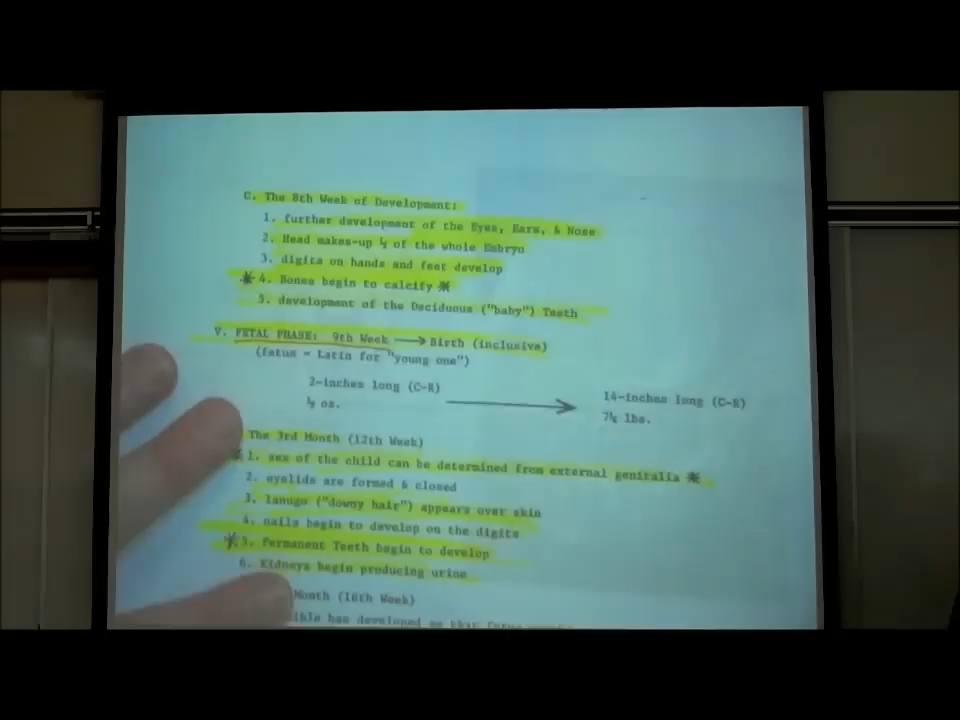 C. The 8th Week of Development:
1. further development of the Eyes, Ears, & Nose
2. Head makes-up ½ of the whole Embryo
3. digits on hands and feet develop
* 4. Bones begin to calcify *
5. development of the Deciduous ("baby") Teeth
V. FETAL PHASE: 9th Week → Birth (inclusive)
(fetus = Latin for "young one")
2-inches long (C-R) → 14-inches long (C-R)
oz. 7½ lbs.
The 3rd Month (12th Week)
* 1. sex of the child can be determined from external genitalia *
2. eyelids are formed & closed
3. lanugo ("downy hair") appears over skin
4. nails begin to develop on the digits
* 5. Permanent Teeth begin to develop
6. Kidneys begin producing urine
Month (16th Week)
has developed so that